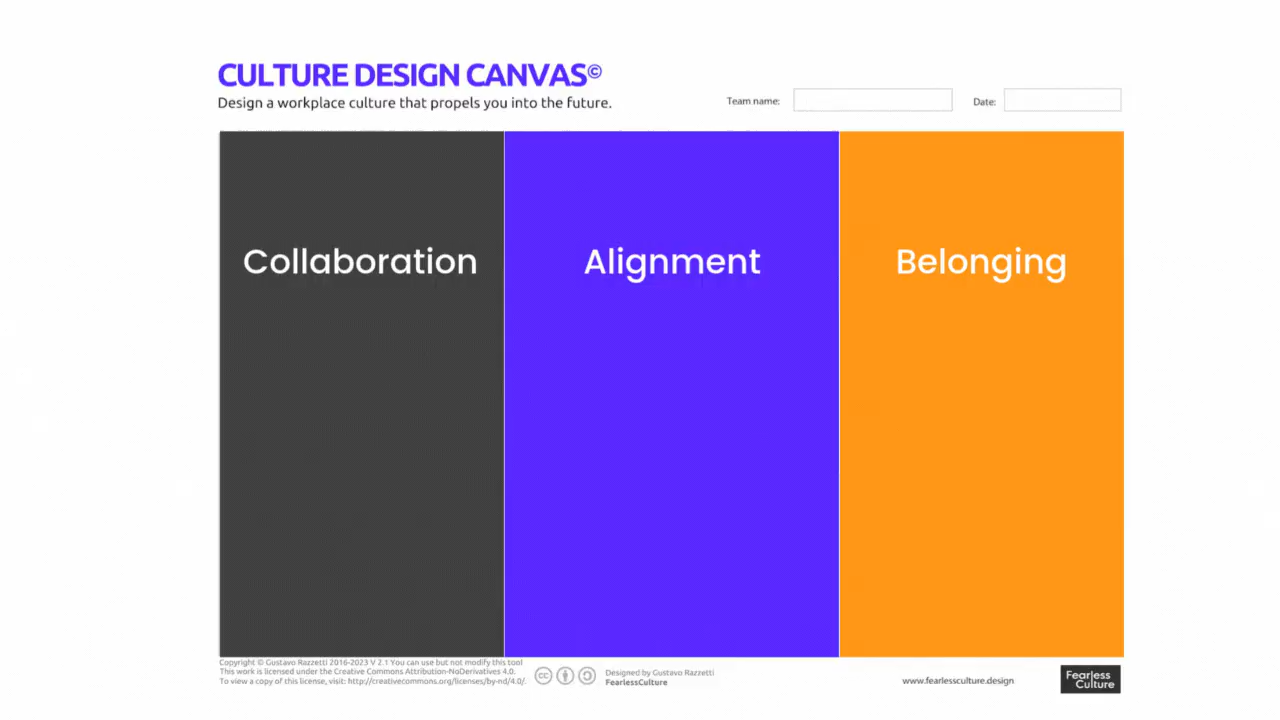 CULTURE DESIGN CANVAS©
Design a workplace culture that propels you into the future.
Team name:
Date:
Collaboration
Alignment
Belonging
Copyright © Gustavo Razzetti 2016-2023 V 2.1 You can use but not modify this tool
This work is licensed under the Creative Commons Attribution-NoDerivatives 4.0.
To view a copy of this license, visit: http://creativecommons.org/licenses/by-nd/4.0/.
cc
Designed by Gustavo Razzetti
FearlessCulture
www.fearlessculture.design
Fearless
Culture